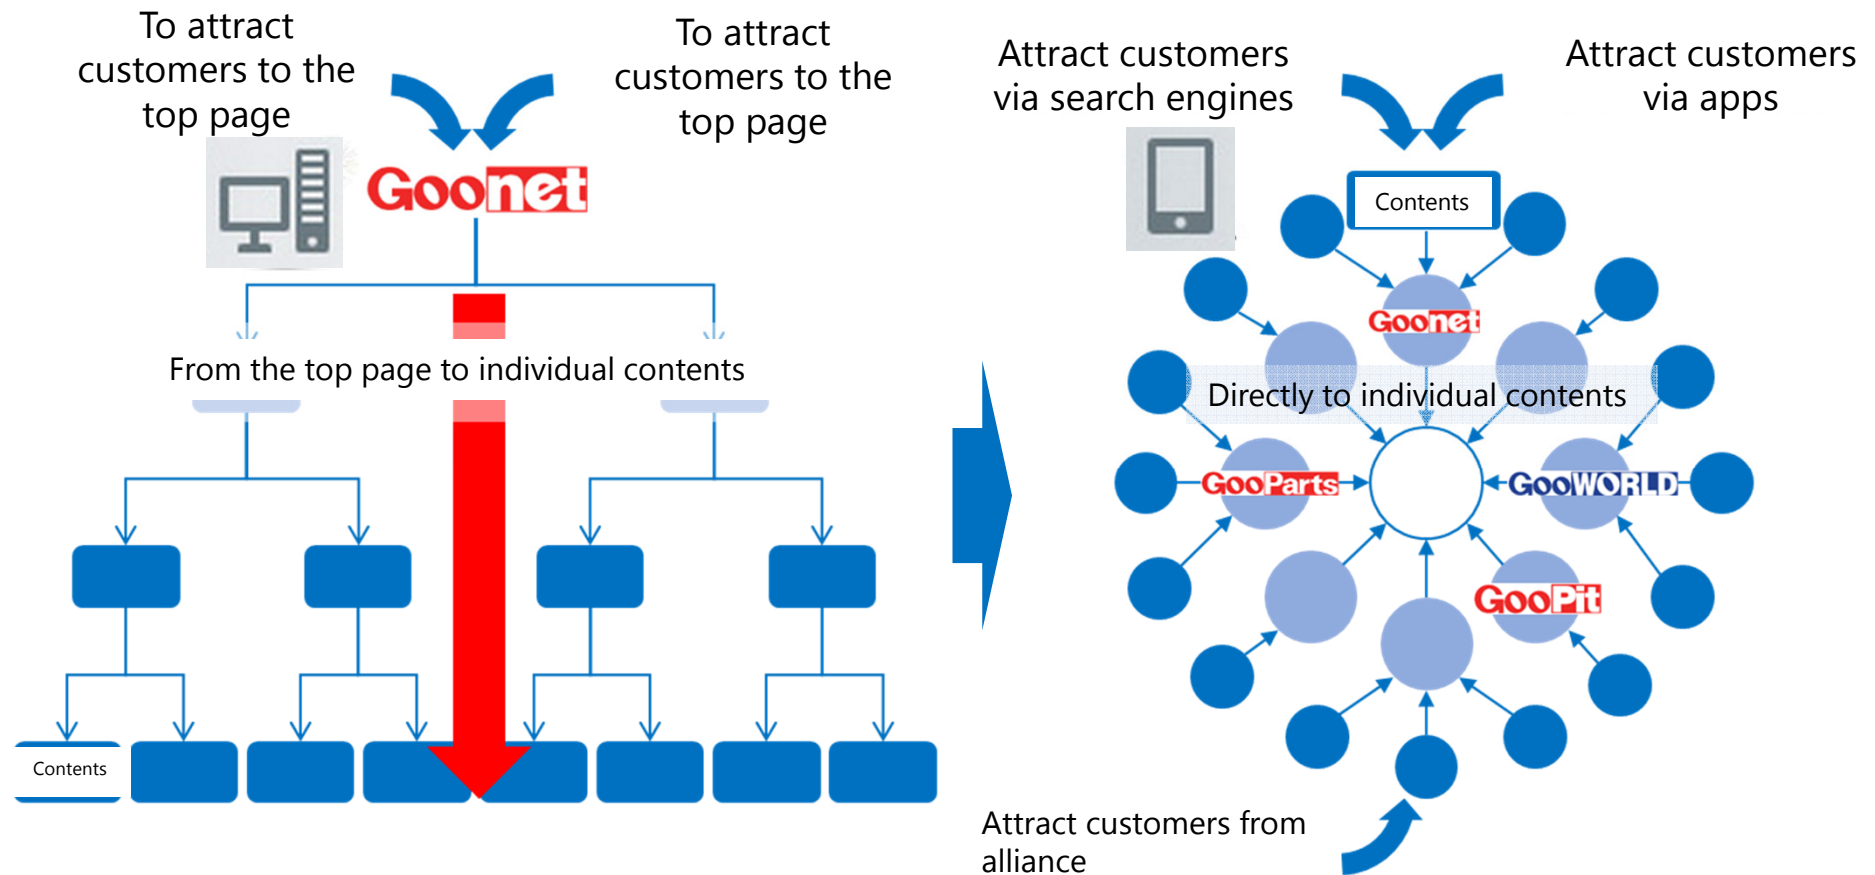 To attract
customers to the
top page
To attract
customers to the
top page
Goonet
From the top page to individual contents
Contents
Attract customers
via search engines
Attract customers
via apps
Contents
Goonet
Directly to individual contents
GooParts
GooWORLD
GooPit
Attract customers from
alliance